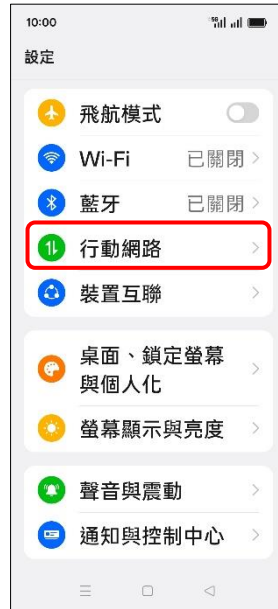 10:00
5G
設定
飛航模式
Wi-Fi 已關閉
藍牙 已關閉
行動網路
裝置互聯
桌面、鎖定螢幕
與個人化
螢幕顯示與亮度
聲音與震動
通知與控制中心